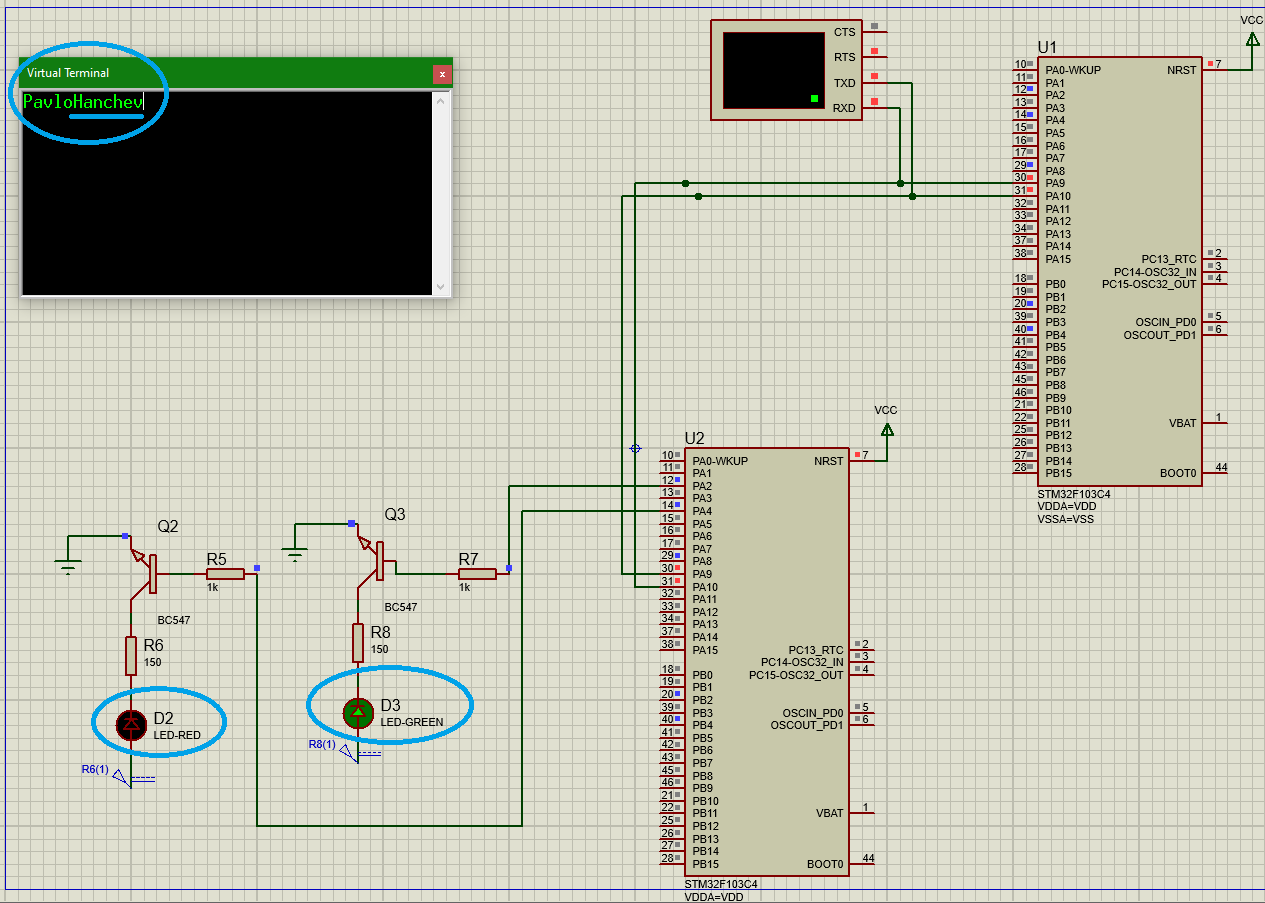 Virtual Terminal
PavloHanchev
CTS
RTS
TXD
RXD
VCC
U1
10 PA0-WKUP NRST 7
11 PA1
12 PA2
13 PA3
14 PA4
15 PA5
16 PA6
17 PA7
29 PA8
30 PA9
31 PA10
32 PA11
33 PA12
34 PA13
37 PA14
38 PA15
PC13_RTC 2
PC14-OSC32_IN 3
18 PB0 PC15-OSC32_OUT 4
19 PB1
20 PB2
39 PB3 OSCIN_PD0 5
40 PB4 OSCOUT_PD1 6
41 PB5
42 PB6
43 PB7
45 PB8
46 PB9
21 PB10
22 PB11 VBAT 1
25 PB12
26 PB13
27 PB14
28 PB15 BOOT0 44
STM32F103C4
VDDA=VDD
VSSA=VSS
VCC
U2
10 PA0-WKUP NRST 7
11 PA1
12 PA2
13 PA3
14 PA4
15 PA5
16 PA6
17 PA7
29 PA8
30 PA9
31 PA10
32 PA11
33 PA12
34 PA13
37 PA14
38 PA15 PC13_RTC 2
PC14-OSC32_IN 3
18 PB0 PC15-OSC32_OUT 4
19 PB1
20 PB2
39 PB3 OSCIN_PD0 5
40 PB4 OSCOUT_PD1 6
41 PB5
42 PB6
43 PB7
45 PB8
46 PB9
21 PB10
22 PB11 VBAT 1
25 PB12
26 PB13
27 PB14
28 PB15 BOOT0 44
STM32F103C4
VDDA=VDD
Q2
BC547
R5
1k
R6
150
D2
LED-RED
R6(1)
Q3
BC547
R7
1k
R8
150
D3
LED-GREEN
R8(1)